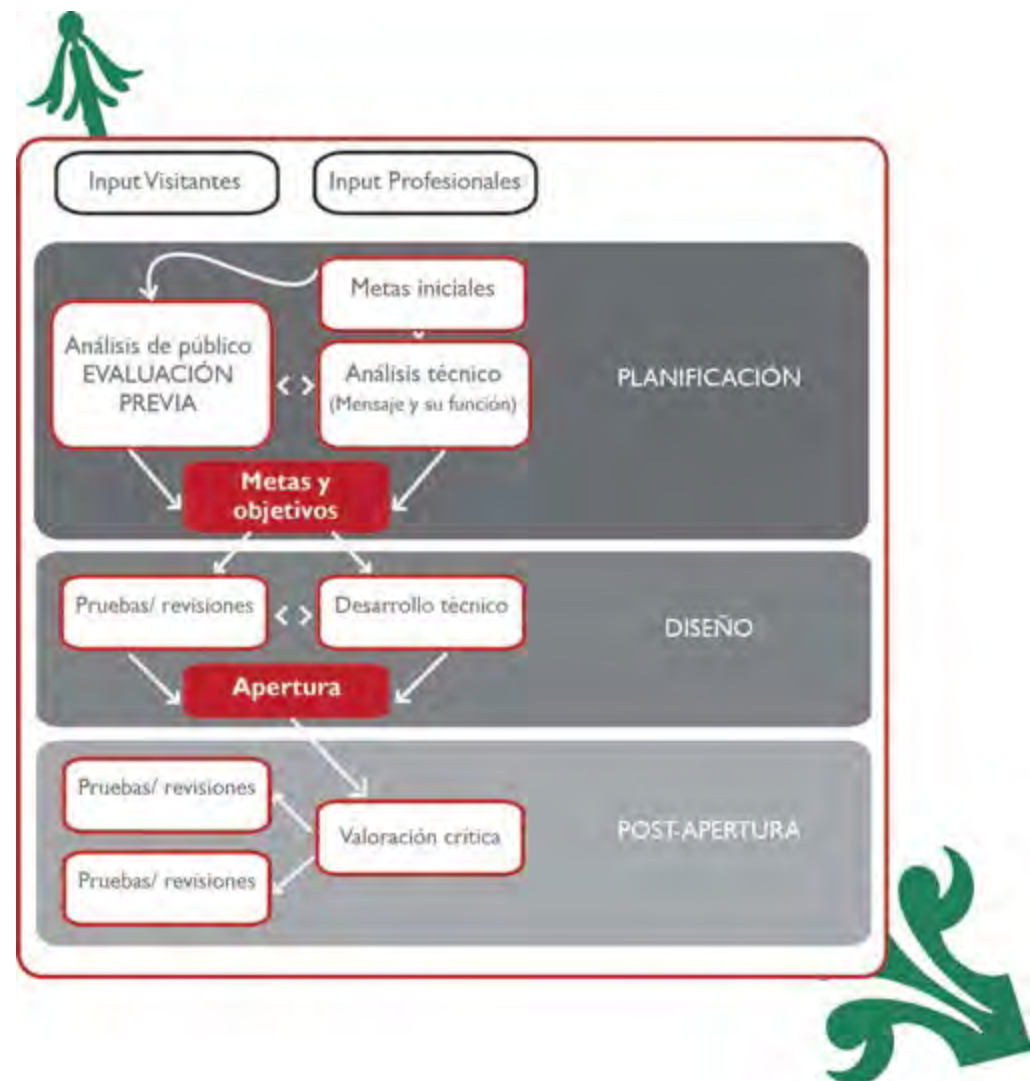 Input Visitantes
Input Profesionales
Metas iniciales
Análisis de público
EVALUACIÓN
PREVIA
Análisis técnico
(Mensaje y su función)
PLANIFICACIÓN
Metas y
objetivos
Pruebas/ revisiones
Desarrollo técnico
DISEÑO
Apertura
Pruebas/ revisiones
Valoración crítica
POST-APERTURA
Pruebas/ revisiones